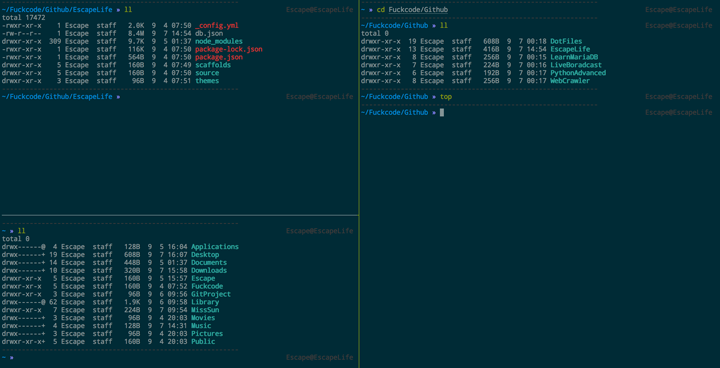 ~/Fuckcode/Github/EscapeLife » ll Escape@EscapeLife
total 17472
-rwxr-xr-x 1 Escape staff 2.0K 9 4 07:50 _config.yml
-rw-r--r-- 1 Escape staff 8.4M 9 7 14:54 db.json
drwxr-xr-x 309 Escape staff 9.7K 9 5 01:37 node_modules
-rwxr-xr-x 1 Escape staff 116K 9 4 07:50 package-lock.json
-rwxr-xr-x 1 Escape staff 564B 9 4 07:50 package.json
drwxr-xr-x 5 Escape staff 160B 9 4 07:49 scaffolds
drwxr-xr-x 5 Escape staff 160B 9 4 07:50 source
drwxr-xr-x 3 Escape staff 96B 9 4 07:51 themes
~/Fuckcode/Github/EscapeLife » Escape@EscapeLife
~ » ll Escape@EscapeLife
total 0
drwx------@ 4 Escape staff 128B 9 5 16:04 Applications
drwx------+ 19 Escape staff 608B 9 7 16:07 Desktop
drwx------+ 14 Escape staff 448B 9 5 01:37 Documents
drwx------+ 10 Escape staff 320B 9 7 15:58 Downloads
drwxr-xr-x 5 Escape staff 160B 9 5 15:57 Escape
drwxr-xr-x 5 Escape staff 160B 9 4 07:52 Fuckcode
drwxr-xr-x 3 Escape staff 96B 9 6 09:56 GitProject
drwx------@ 62 Escape staff 1.9K 9 6 09:58 Library
drwxr-xr-x 7 Escape staff 224B 9 7 09:54 MissSun
drwx------+ 3 Escape staff 96B 9 4 20:03 Movies
drwx------+ 4 Escape staff 128B 9 7 14:31 Music
drwx------+ 3 Escape staff 96B 9 4 20:03 Pictures
drwxr-xr-x+ 5 Escape staff 160B 9 4 20:03 Public
~ » Escape@EscapeLife
~ » cd Fuckcode/Github Escape@EscapeLife
~/Fuckcode/Github » ll Escape@EscapeLife
total 0
drwxr-xr-x 19 Escape staff 608B 9 7 00:18 DotFiles
drwxr-xr-x 13 Escape staff 416B 9 7 14:54 EscapeLife
drwxr-xr-x 8 Escape staff 256B 9 7 00:15 LearnMariaDB
drwxr-xr-x 7 Escape staff 224B 9 7 00:16 LiveBoradcast
drwxr-xr-x 6 Escape staff 192B 9 7 00:17 PythonAdvanced
drwxr-xr-x 8 Escape staff 256B 9 7 00:17 WebCrawler
~/Fuckcode/Github » top Escape@EscapeLife
~/Fuckcode/Github » Escape@EscapeLife